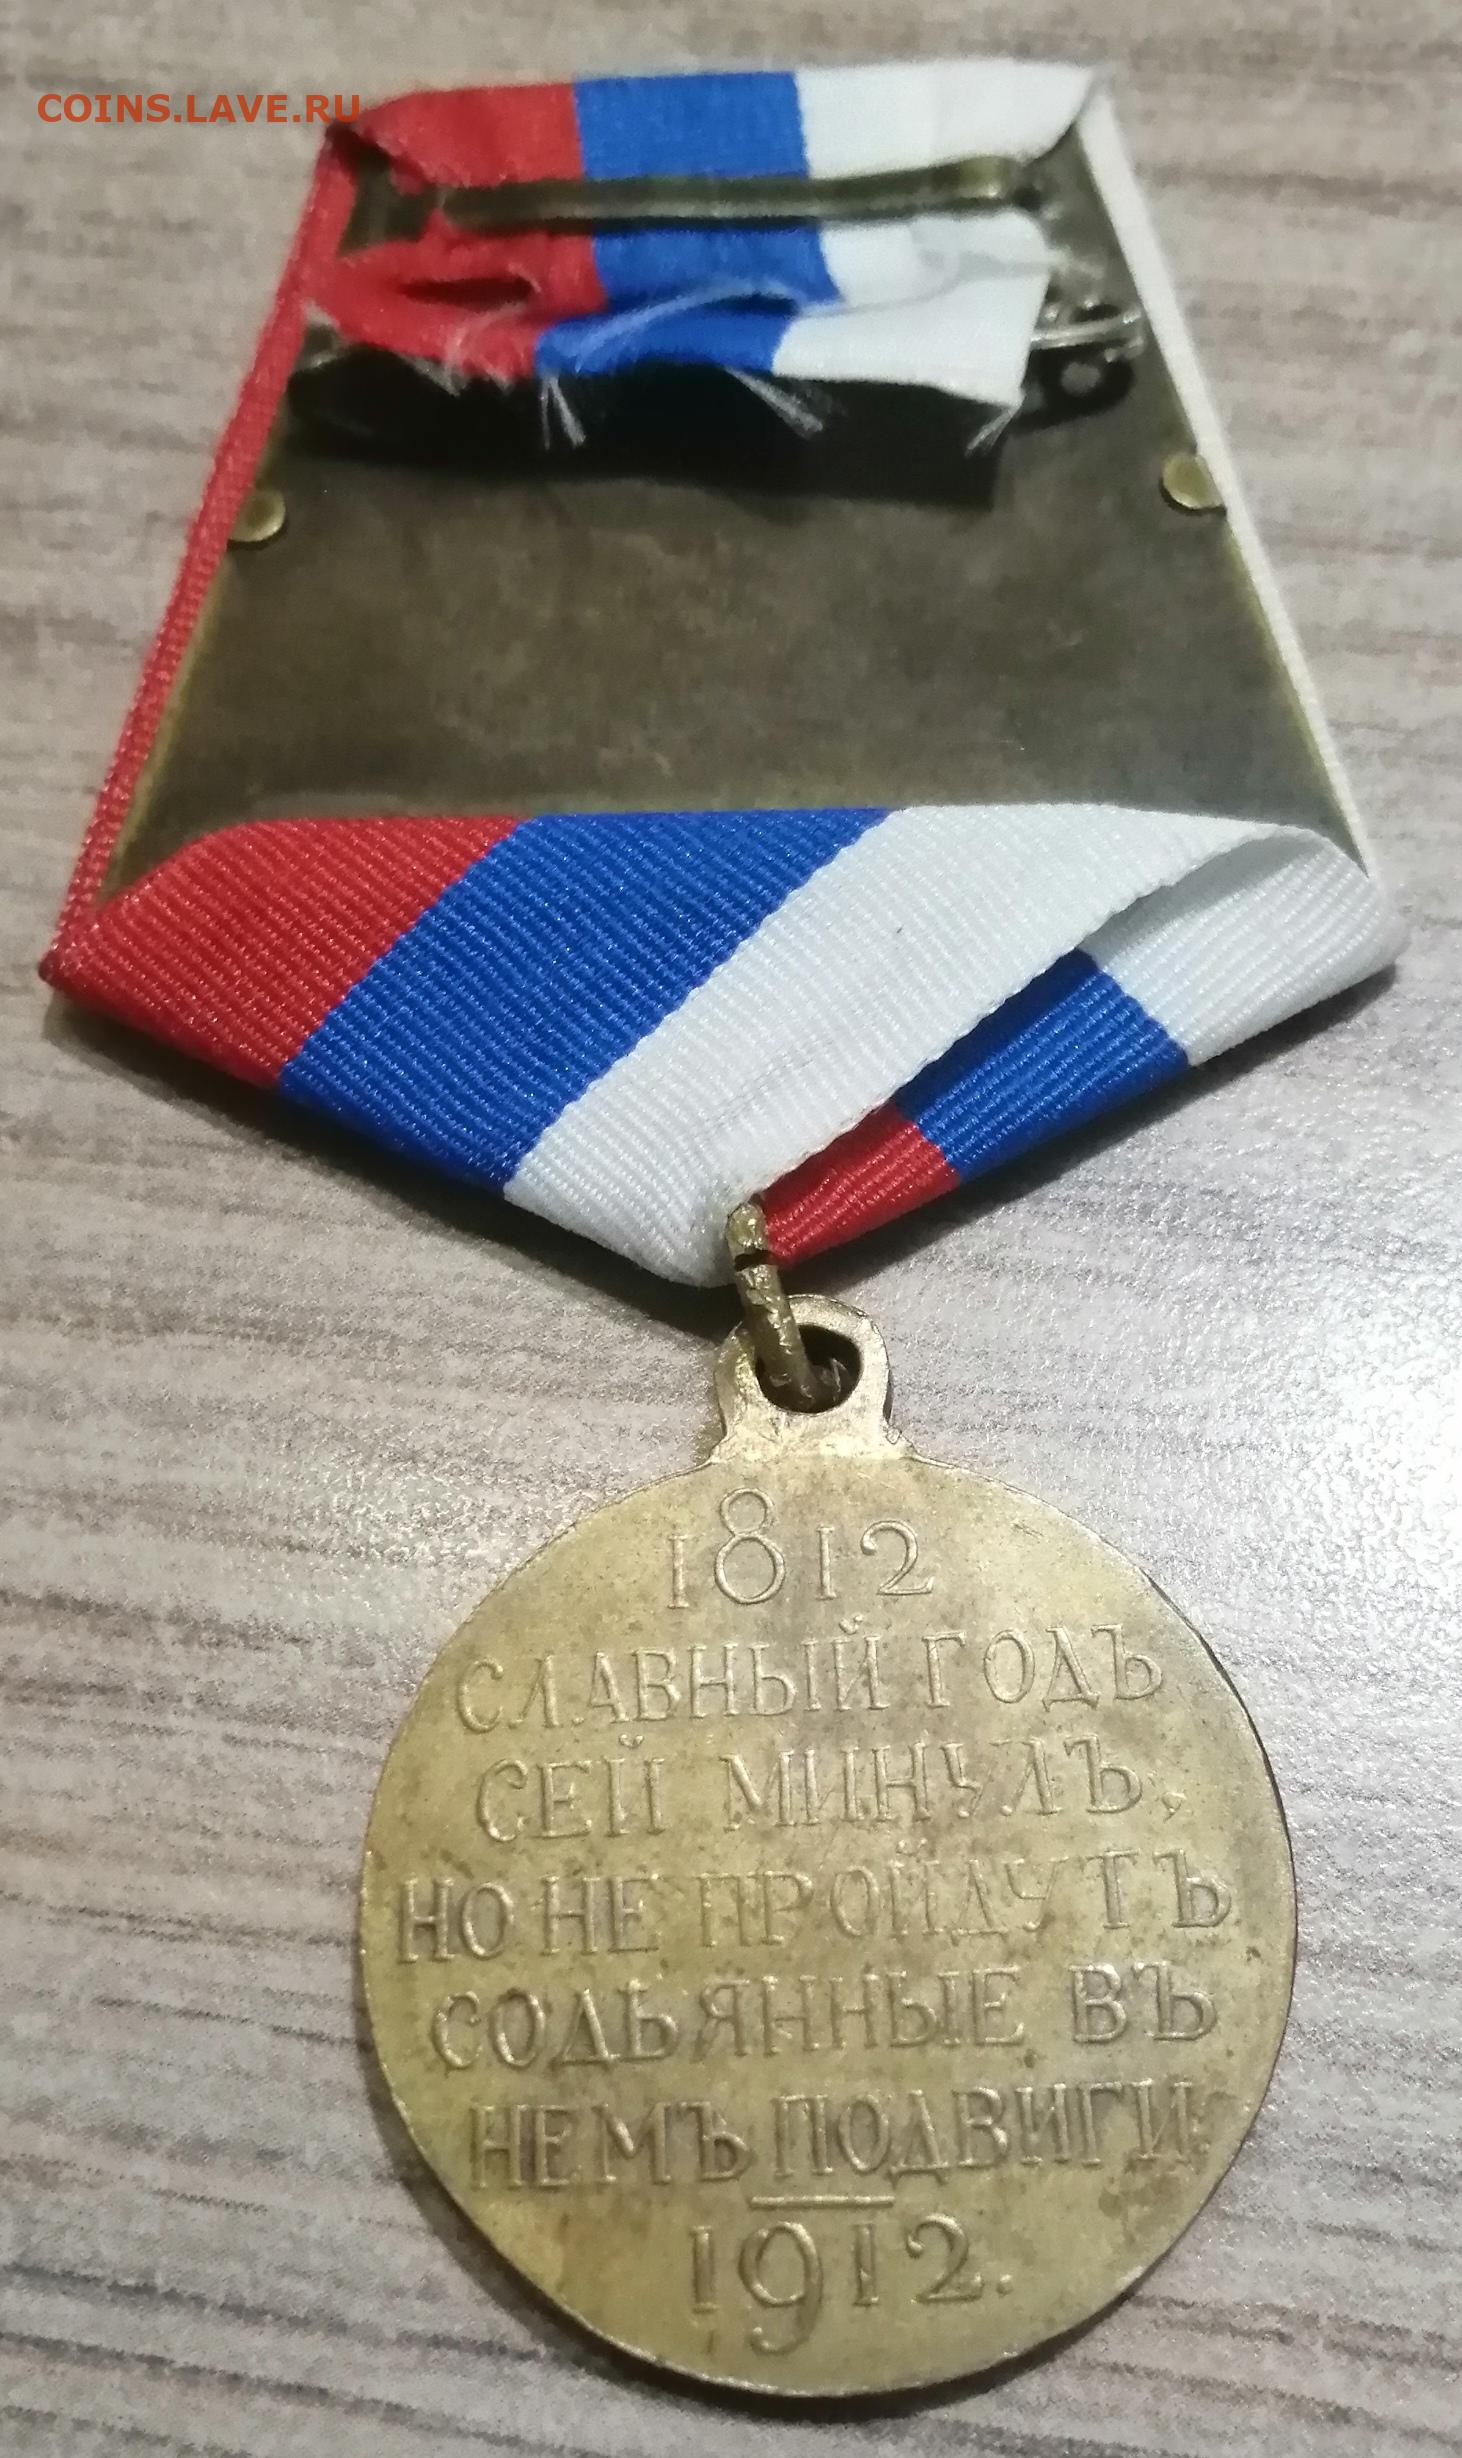 COINS.LAVE.RU
1812
СЛАВНЫЙ ГОДЪ
СЕЙ МИНУЛЪ,
НО НЕ ПРОЙДУТЪ
СОДѢЯННЫЕ ВЪ
НЕМЪ ПОДВИГИ.
1912.